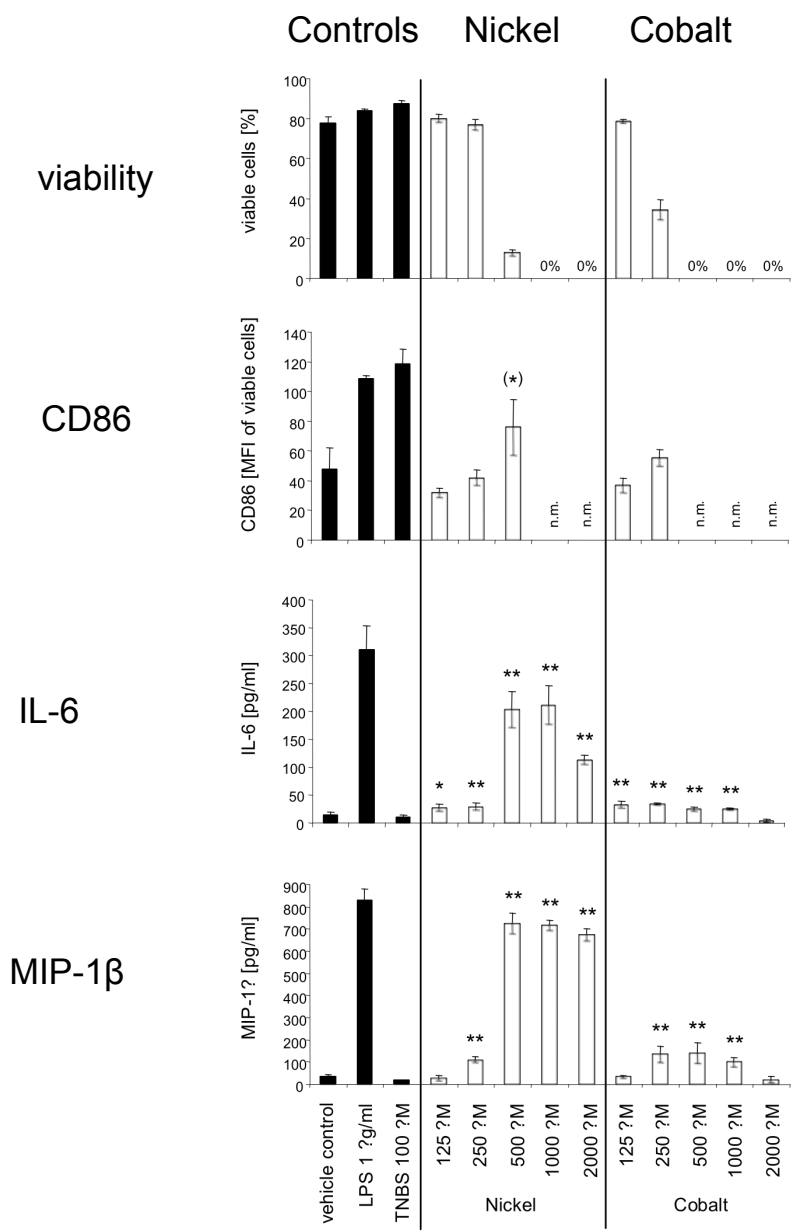 Controls Nickel Cobalt
viability
viable cells [%]
100
80
60
40
20
0
0% 0% 0% 0% 0%
CD86
CD86 [MFI of viable cells]
140
120
100
80
60
40
20
0
(*)
n.m. n.m. n.m. n.m. n.m.
IL-6
IL-6 [pg/ml]
400
350
300
250
200
150
100
50
0
* ** ** ** ** ** ** ** **
MIP-1β
MIP-1? [pg/ml]
900
800
700
600
500
400
300
200
100
0
** ** ** ** ** ** **
vehicle control
LPS 1 ?g/ml
TNBS 100 ?M
125 ?M
250 ?M
500 ?M
1000 ?M
2000 ?M
125 ?M
250 ?M
500 ?M
1000 ?M
2000 ?M
Nickel Cobalt